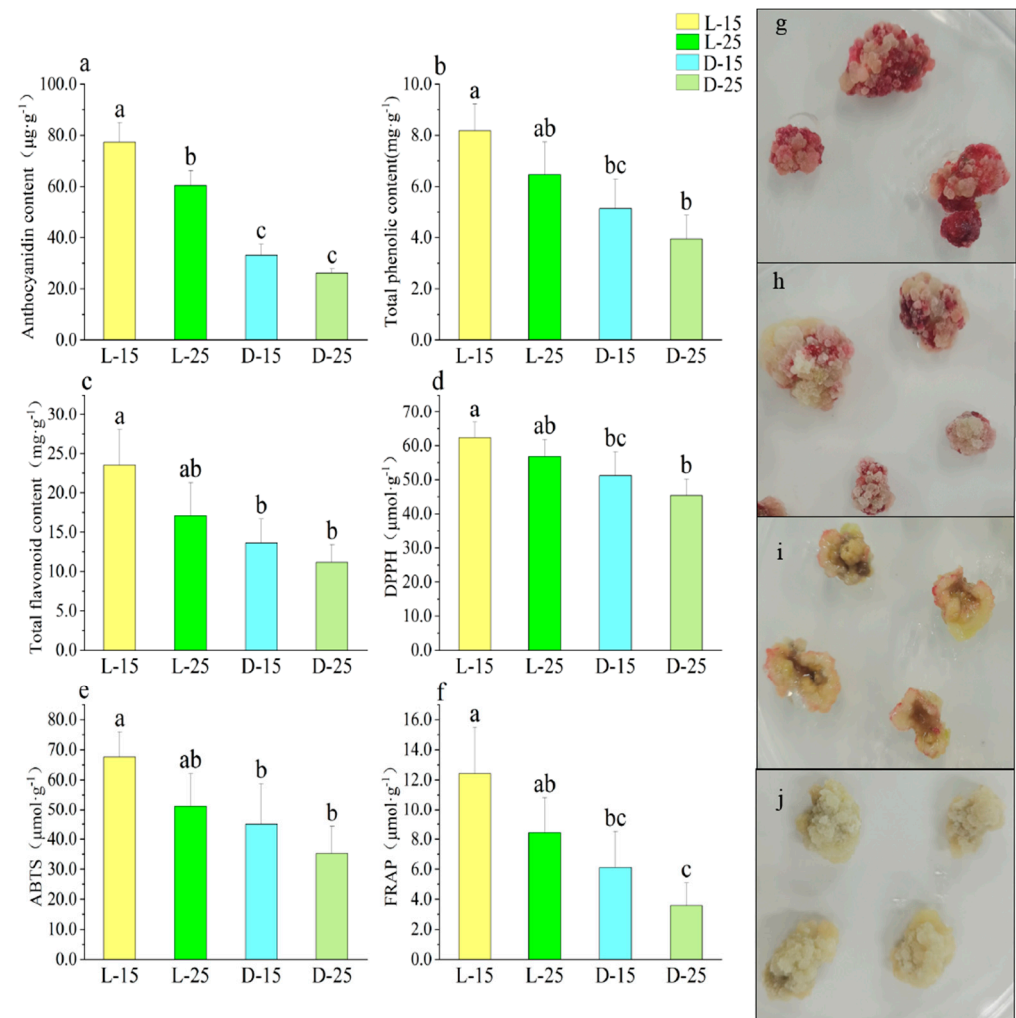 L-15
L-25
D-15
D-25
a
Anthocyanidin content（μg·g-1）
100.0
80.0
60.0
40.0
20.0
0.0
a
b
c
c
L-15 L-25 D-15 D-25
b
Total phenolic content(mg·g-1)
10.0
8.0
6.0
4.0
2.0
0.0
a
ab
bc
b
L-15 L-25 D-15 D-25
c
Total flavonoid content（mg·g-1）
30.0
25.0
20.0
15.0
10.0
5.0
0.0
a
ab
b
b
L-15 L-25 D-15 D-25
d
DPPH（μmol·g-1）
70.0
60.0
50.0
40.0
30.0
20.0
10.0
0.0
a
ab
bc
b
L-15 L-25 D-15 D-25
e
ABTS（μmol·g-1）
80.0
70.0
60.0
50.0
40.0
30.0
20.0
10.0
0.0
a
ab
b
b
L-15 L-25 D-15 D-25
f
FRAP（μmol·g-1）
16.0
14.0
12.0
10.0
8.0
6.0
4.0
2.0
0.0
a
ab
bc
c
L-15 L-25 D-15 D-25
g
h
i
j